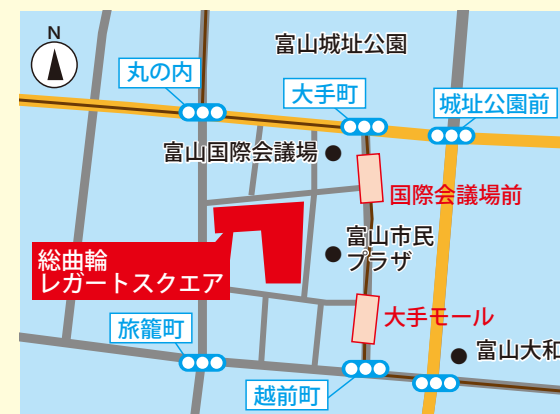 N
富山城址公園
丸の内
大手町
城址公園前
富山国際会議場
国際会議場前
富山市民
プラザ
総曲輪
レガートスクエア
大手モール
旅籠町
富山大和
越前町